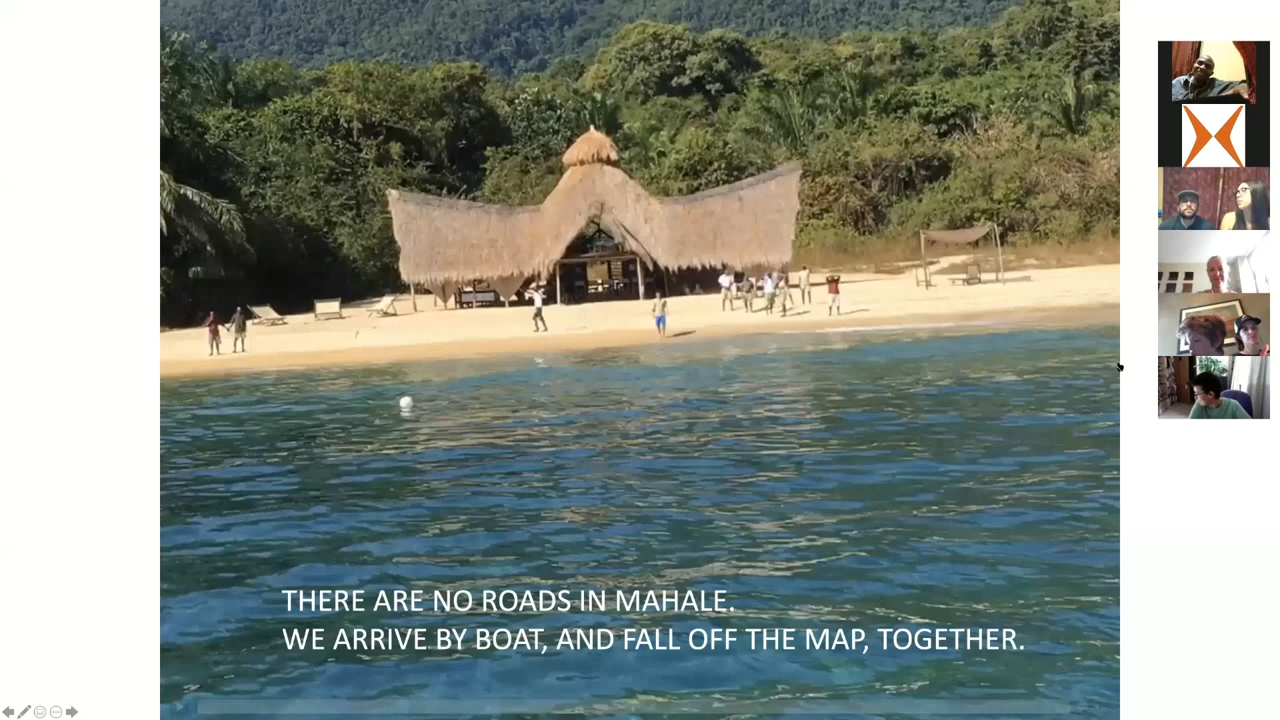 THERE ARE NO ROADS IN MAHALE.
WE ARRIVE BY BOAT, AND FALL OFF THE MAP, TOGETHER.